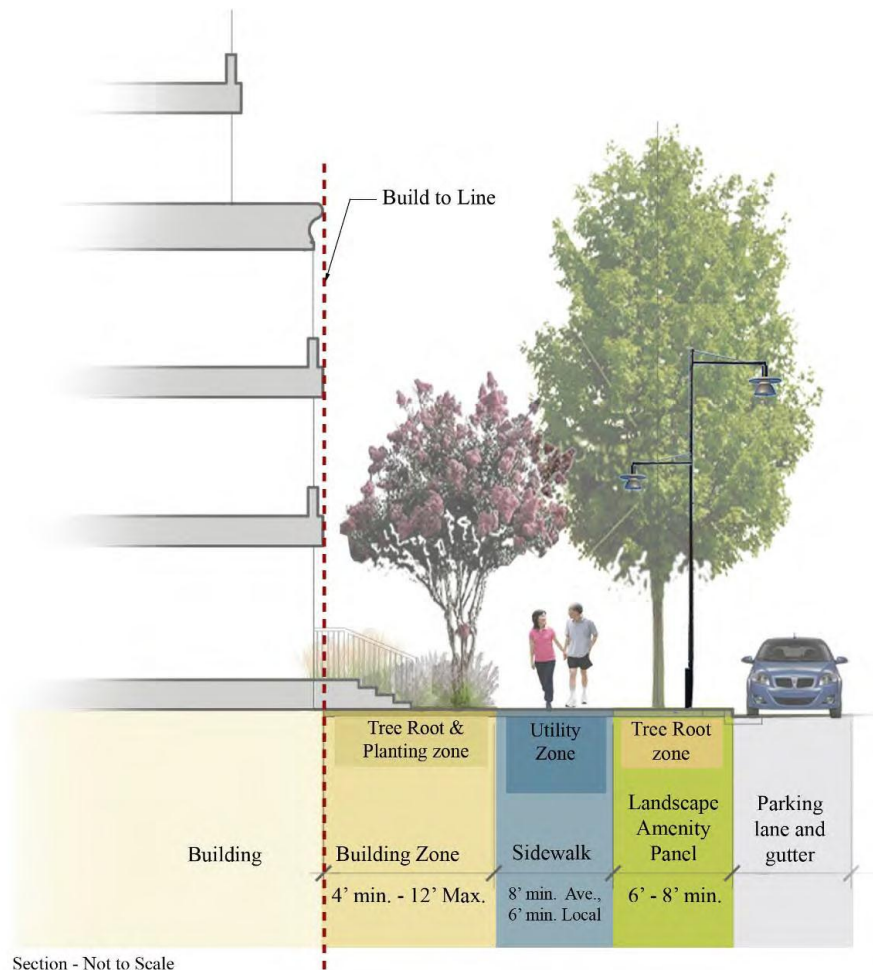 Build to Line
Tree Root &
Planting zone
Utility
Zone
Tree Root
zone
Building
Building Zone
Sidewalk
Landscape
Amenity
Panel
Parking
lane and
gutter
4' min. - 12' Max.
8' min. Ave.,
6' min. Local
6' - 8' min.
Section - Not to Scale